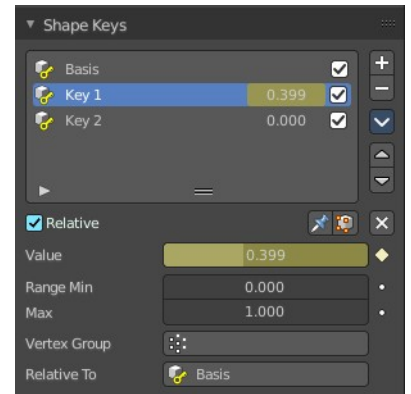 Shape Keys
Basis
Key 1 0.399
Key 2 0.000
Relative
Value 0.399
Range Min 0.000
Max 1.000
Vertex Group
Relative To Basis